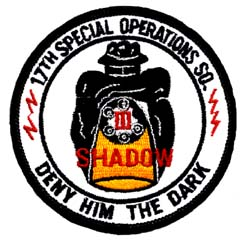 17TH SPECIAL OPERATIONS SQ.
III
SHADOW
DENY HIM THE DARK